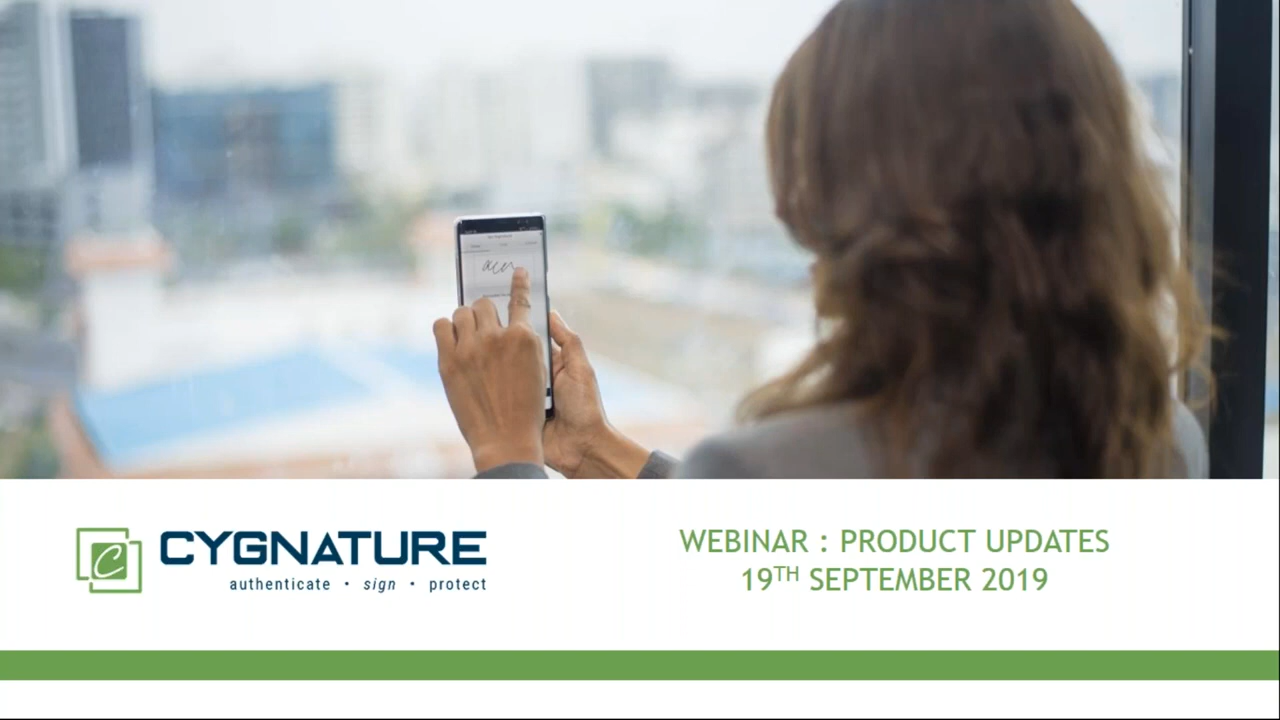 CYGNATURE
authenticate • sign • protect
WEBINAR : PRODUCT UPDATES
19TH SEPTEMBER 2019